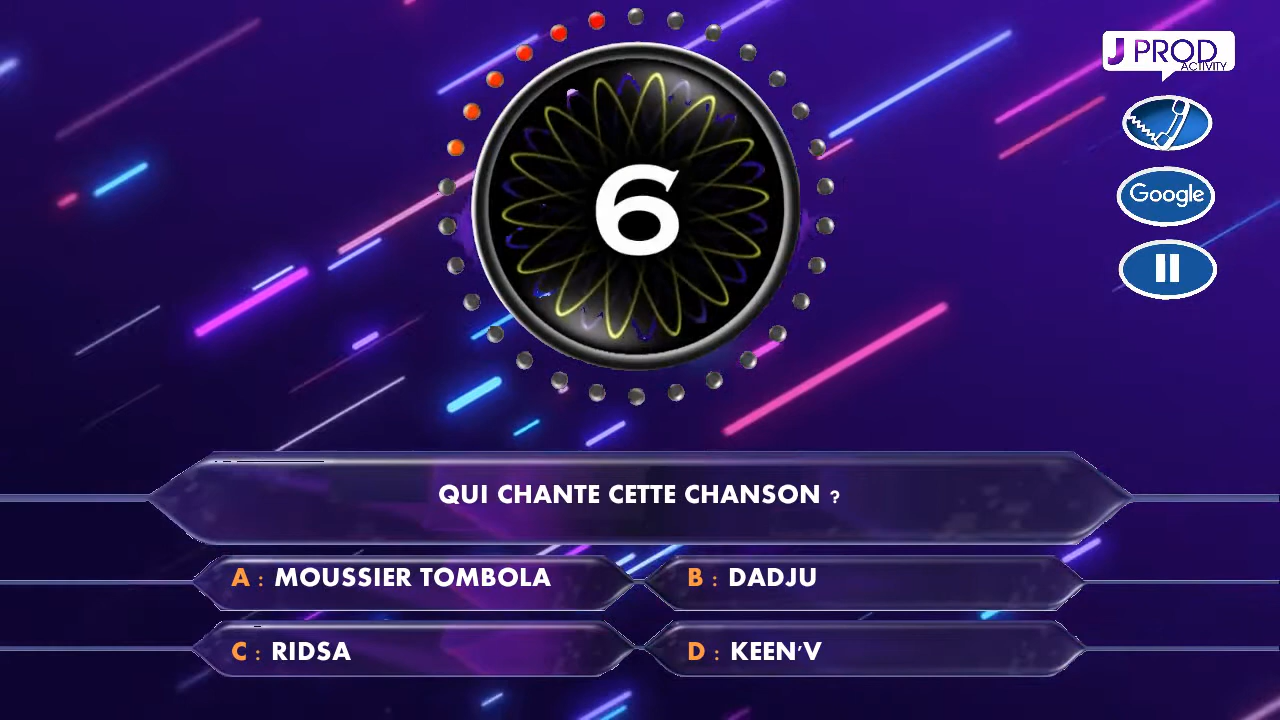 J PROD
ACTIVITY
6
Google
QUI CHANTE CETTE CHANSON ?
A : MOUSSIER TOMBOLA
B : DADJU
C : RIDSA
D : KEEN'V